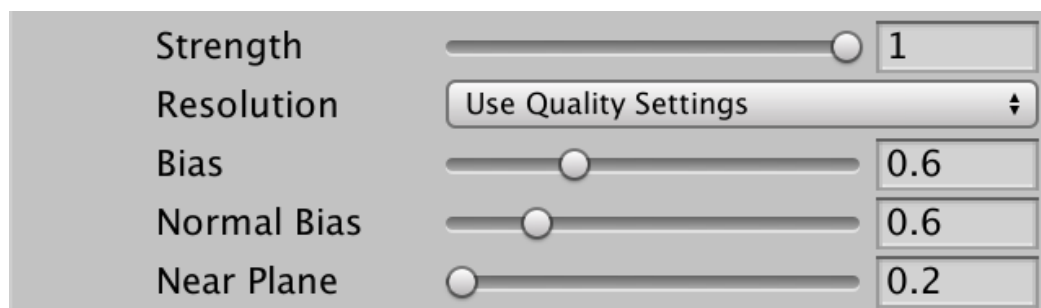 Strength 1
Resolution Use Quality Settings
Bias 0.6
Normal Bias 0.6
Near Plane 0.2